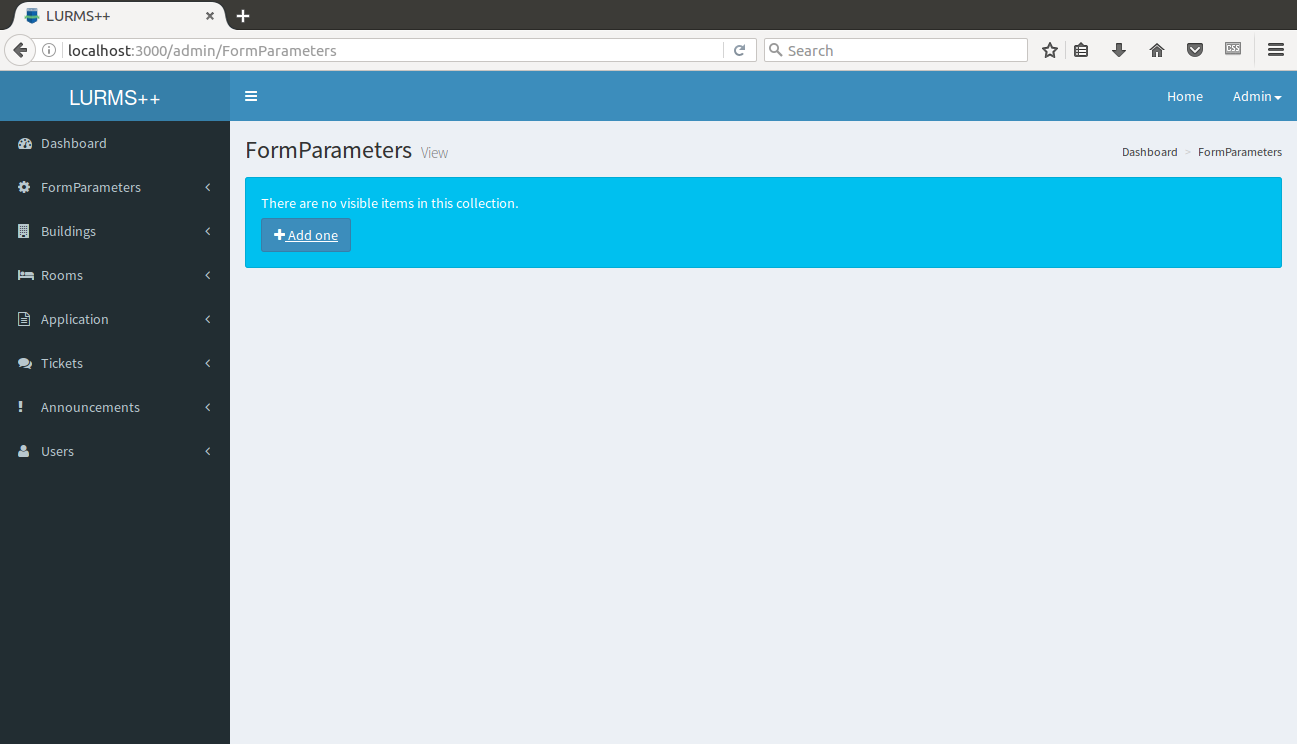 LURMS++
localhost:3000/admin/FormParameters
Search
CSS
LURMS++
Home
Admin
Dashboard
FormParameters
Buildings
Rooms
Application
Tickets
Announcements
Users
FormParameters View
Dashboard > FormParameters
There are no visible items in this collection.
Add one